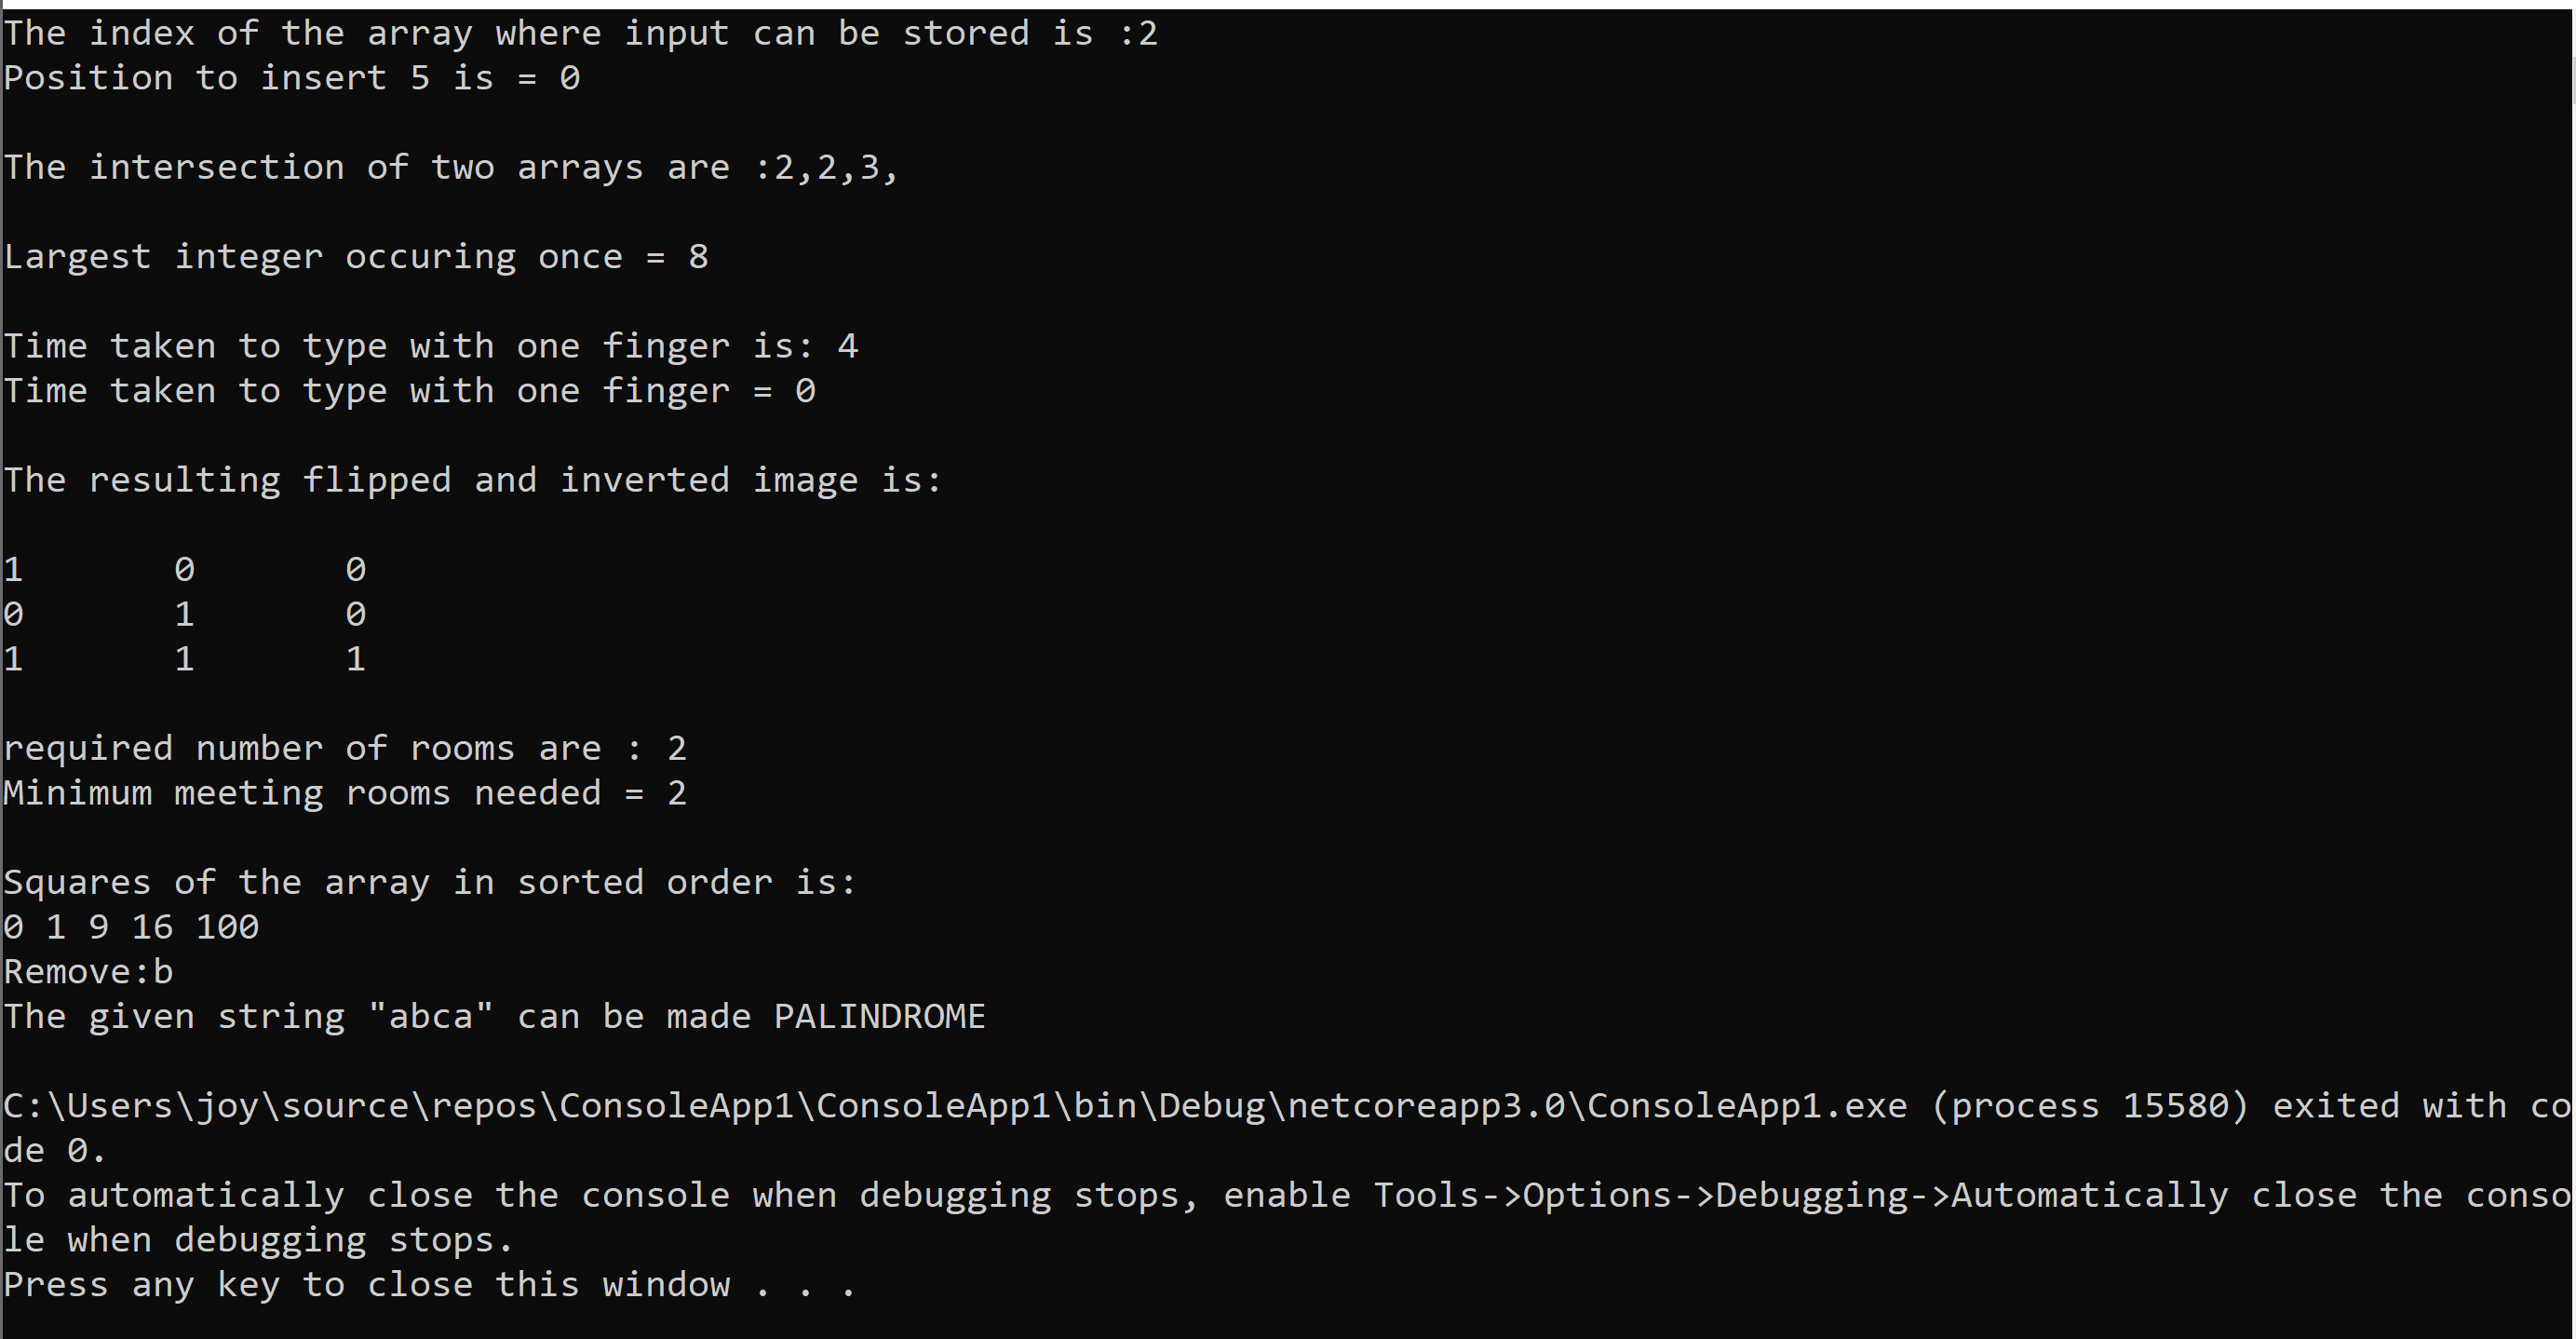 The index of the array where input can be stored is :2
Position to insert 5 is = 0
The intersection of two arrays are :2,2,3,
Largest integer occuring once = 8
Time taken to type with one finger is: 4
Time taken to type with one finger = 0
The resulting flipped and inverted image is:
1 0 0
0 1 0
1 1 1
required number of rooms are : 2
Minimum meeting rooms needed = 2
Squares of the array in sorted order is:
0 1 9 16 100
Remove:b
The given string "abca" can be made PALINDROME
C:\Users\joy\source\repos\ConsoleApp1\ConsoleApp1\bin\Debug\netcoreapp3.0\ConsoleApp1.exe (process 15580) exited with co
de 0.
To automatically close the console when debugging stops, enable Tools->Options->Debugging->Automatically close the conso
le when debugging stops.
Press any key to close this window . . .